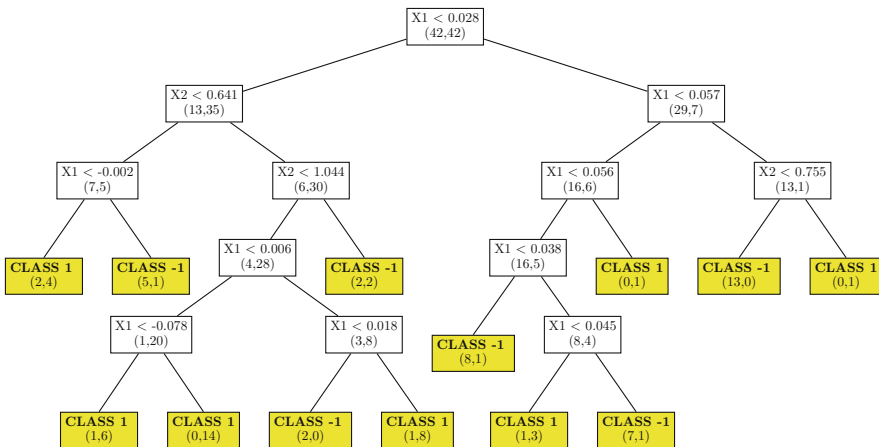 X1 < 0.028
(42,42)
X2 < 0.641
(13,35)
X1 < 0.057
(29,7)
X1 < -0.002
(7,5)
X2 < 1.044
(6,30)
X1 < 0.056
(16,6)
X2 < 0.755
(13,1)
CLASS 1
(2,4)
CLASS -1
(5,1)
X1 < 0.006
(4,28)
CLASS -1
(2,2)
X1 < 0.038
(16,5)
CLASS 1
(0,1)
CLASS -1
(13,0)
CLASS 1
(0,1)
X1 < -0.078
(1,20)
X1 < 0.018
(3,8)
CLASS -1
(8,1)
X1 < 0.045
(8,4)
CLASS 1
(1,6)
CLASS 1
(0,14)
CLASS -1
(2,0)
CLASS 1
(1,8)
CLASS 1
(1,3)
CLASS -1
(7,1)